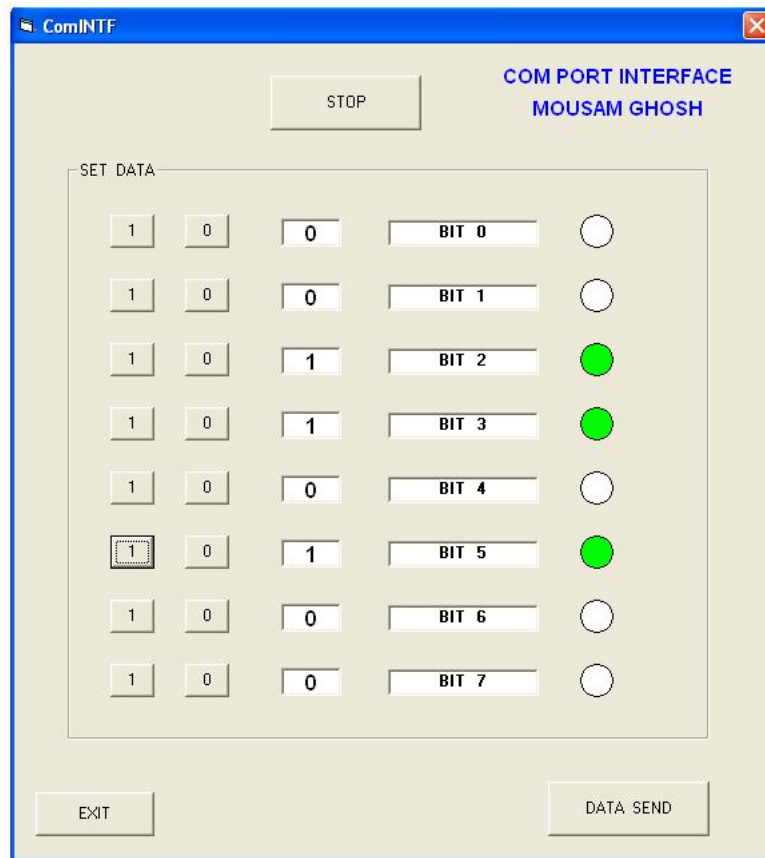 ComINTF
COM PORT INTERFACE
STOP
MOUSAM GHOSH
SET DATA
1 0 0 BIT 0
1 0 0 BIT 1
1 0 1 BIT 2
1 0 1 BIT 3
1 0 0 BIT 4
1 0 1 BIT 5
1 0 0 BIT 6
1 0 0 BIT 7
EXIT DATA SEND